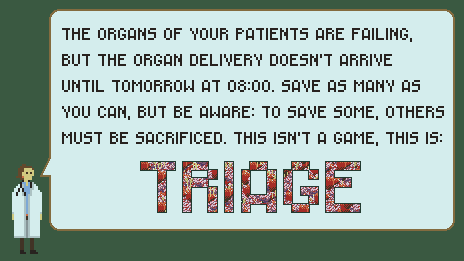 THE ORGANS OF YOUR PATIENTS ARE FAILING,
BUT THE ORGAN DELIVERY DOESN'T ARRIVE
UNTIL TOMORROW AT 08:00. SAVE AS MANY AS
YOU CAN, BUT BE AWARE: TO SAVE SOME, OTHERS
MUST BE SACRIFICED. THIS ISN'T A GAME, THIS IS:
TRIAGE